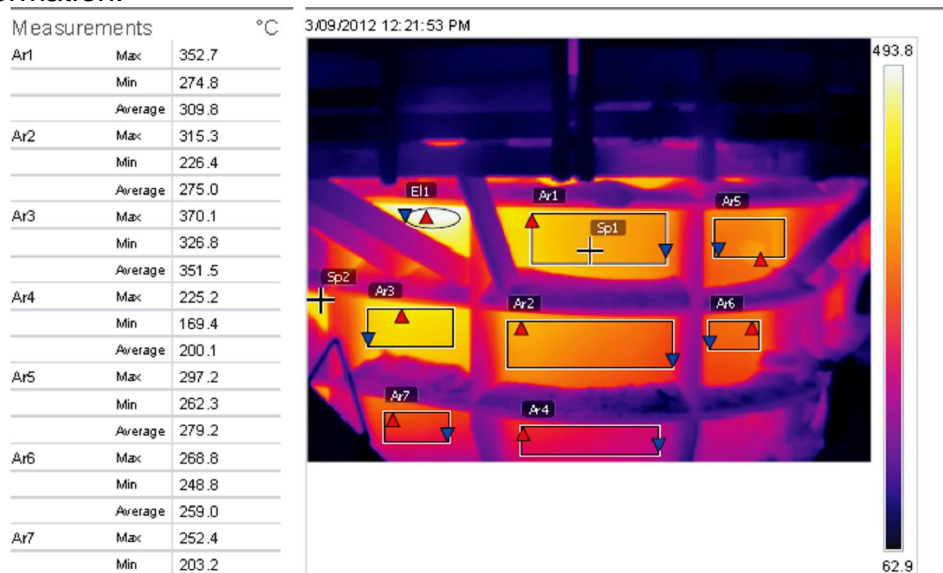 ormation.
Measurements °C
Ar1 Max 352.7
Min 274.8
Average 309.8
Ar2 Max 315.3
Min 226.4
Average 275.0
Ar3 Max 370.1
Min 326.8
Average 351.5
Ar4 Max 225.2
Min 169.4
Average 200.1
Ar5 Max 297.2
Min 262.3
Average 279.2
Ar6 Max 268.8
Min 248.8
Average 259.0
Ar7 Max 252.4
Min 203.2
3/09/2012 12:21:53 PM
493.8
El1 Ar1 Ar5
Sp1
Sp2 Ar3 Ar2 Ar6
Ar7 Ar4
62.9